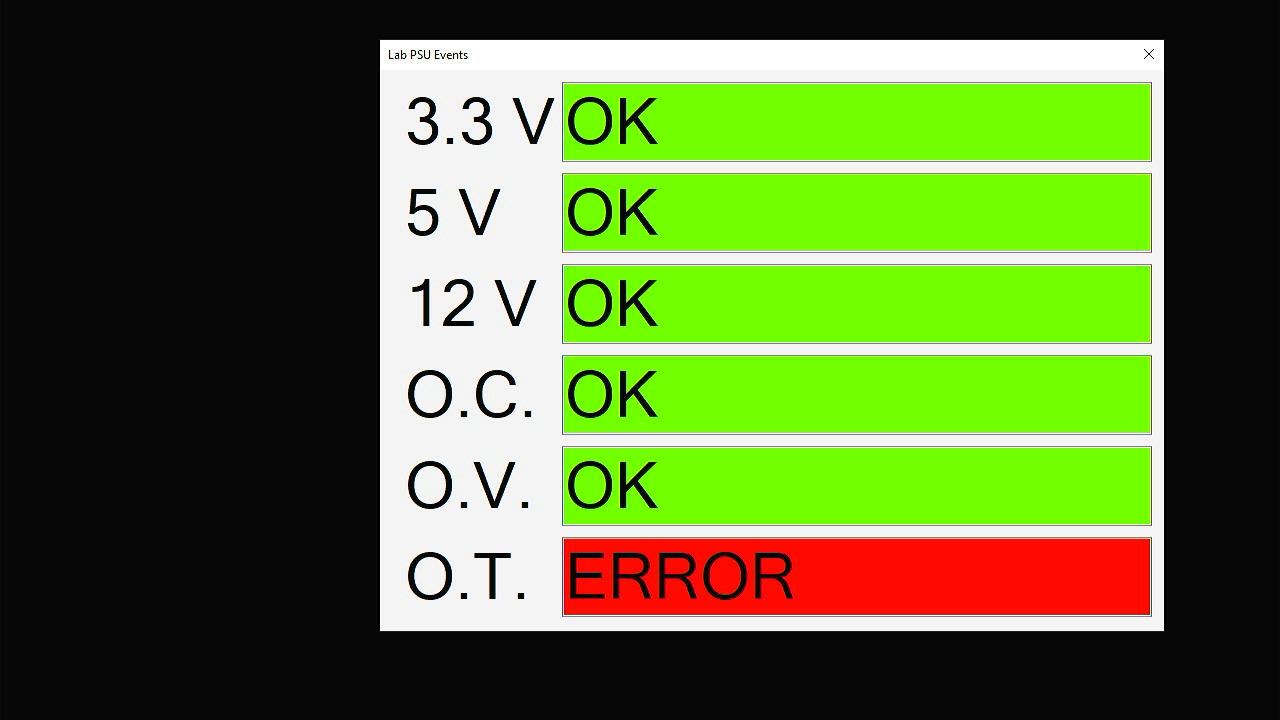 Lab PSU Events
3.3 V OK
5 V OK
12 V OK
O.C. OK
O.V. OK
O.T. ERROR